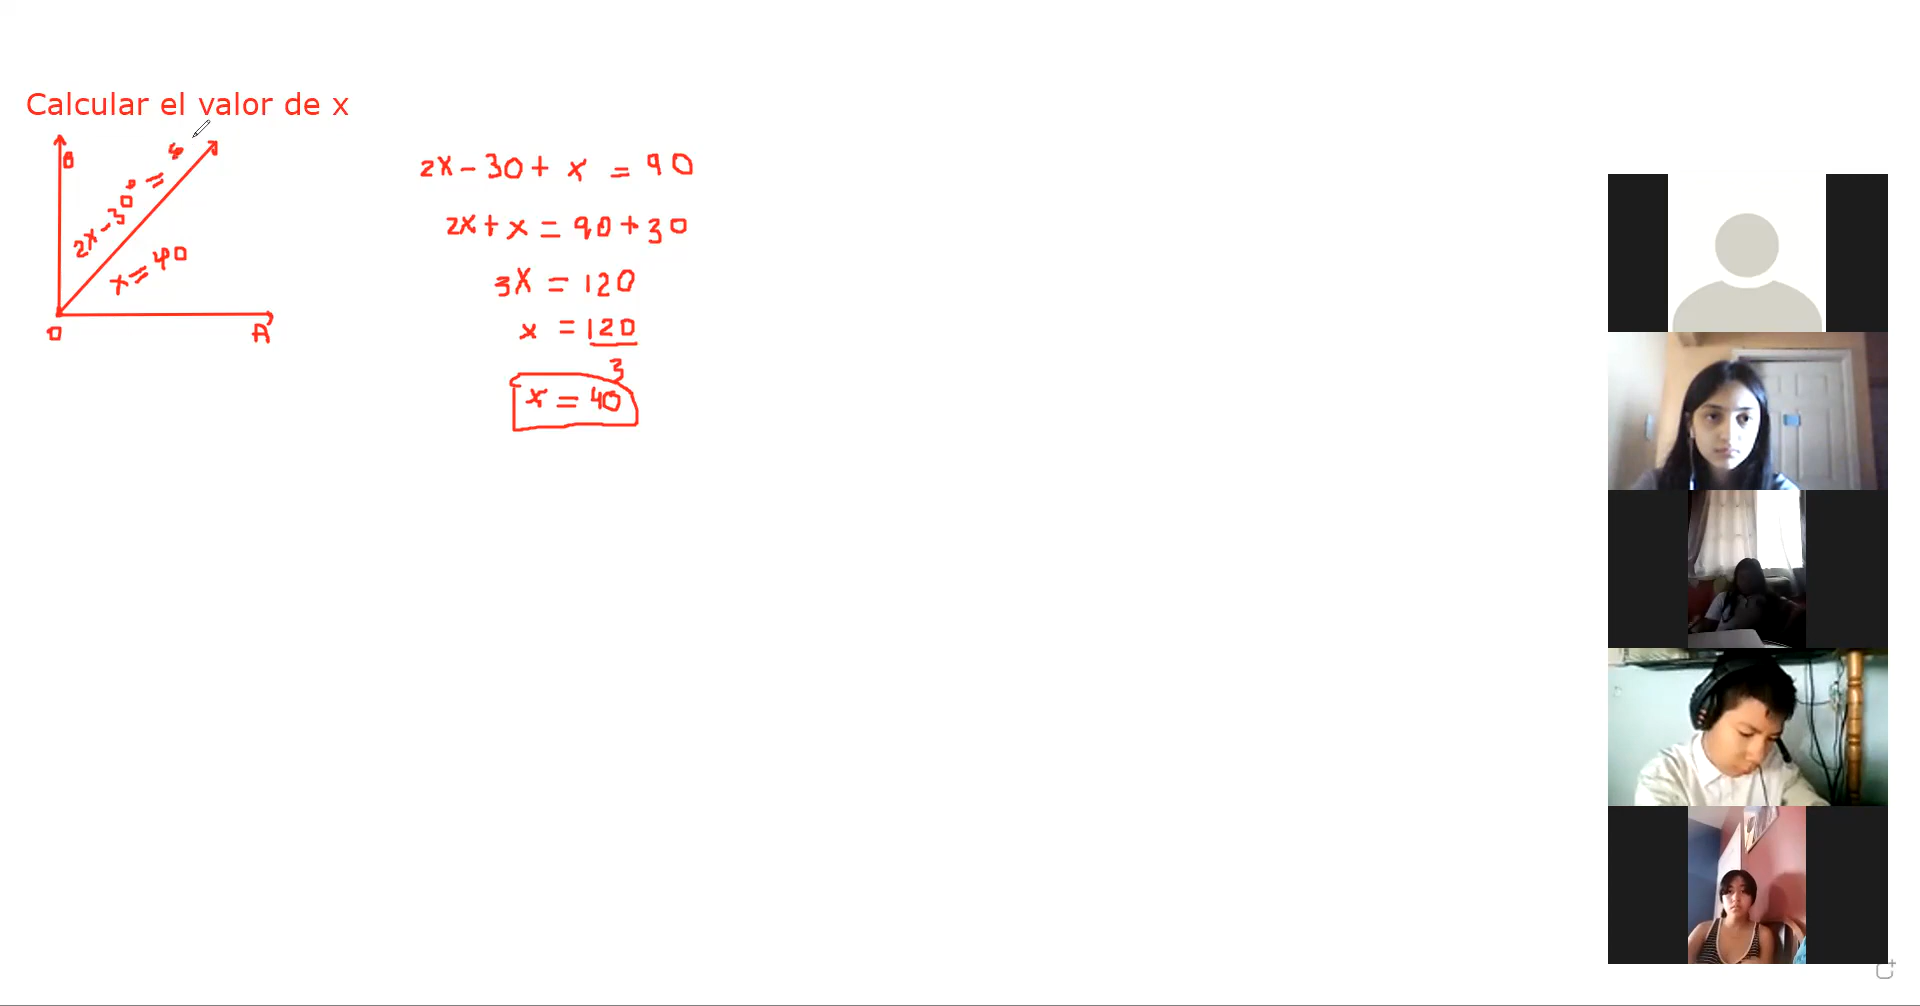 Calcular el valor de x
B
2x-30°=
x=40
O
A
2x-30+x=90
2x+x=90+30
3x=120
x=120
3
x=40